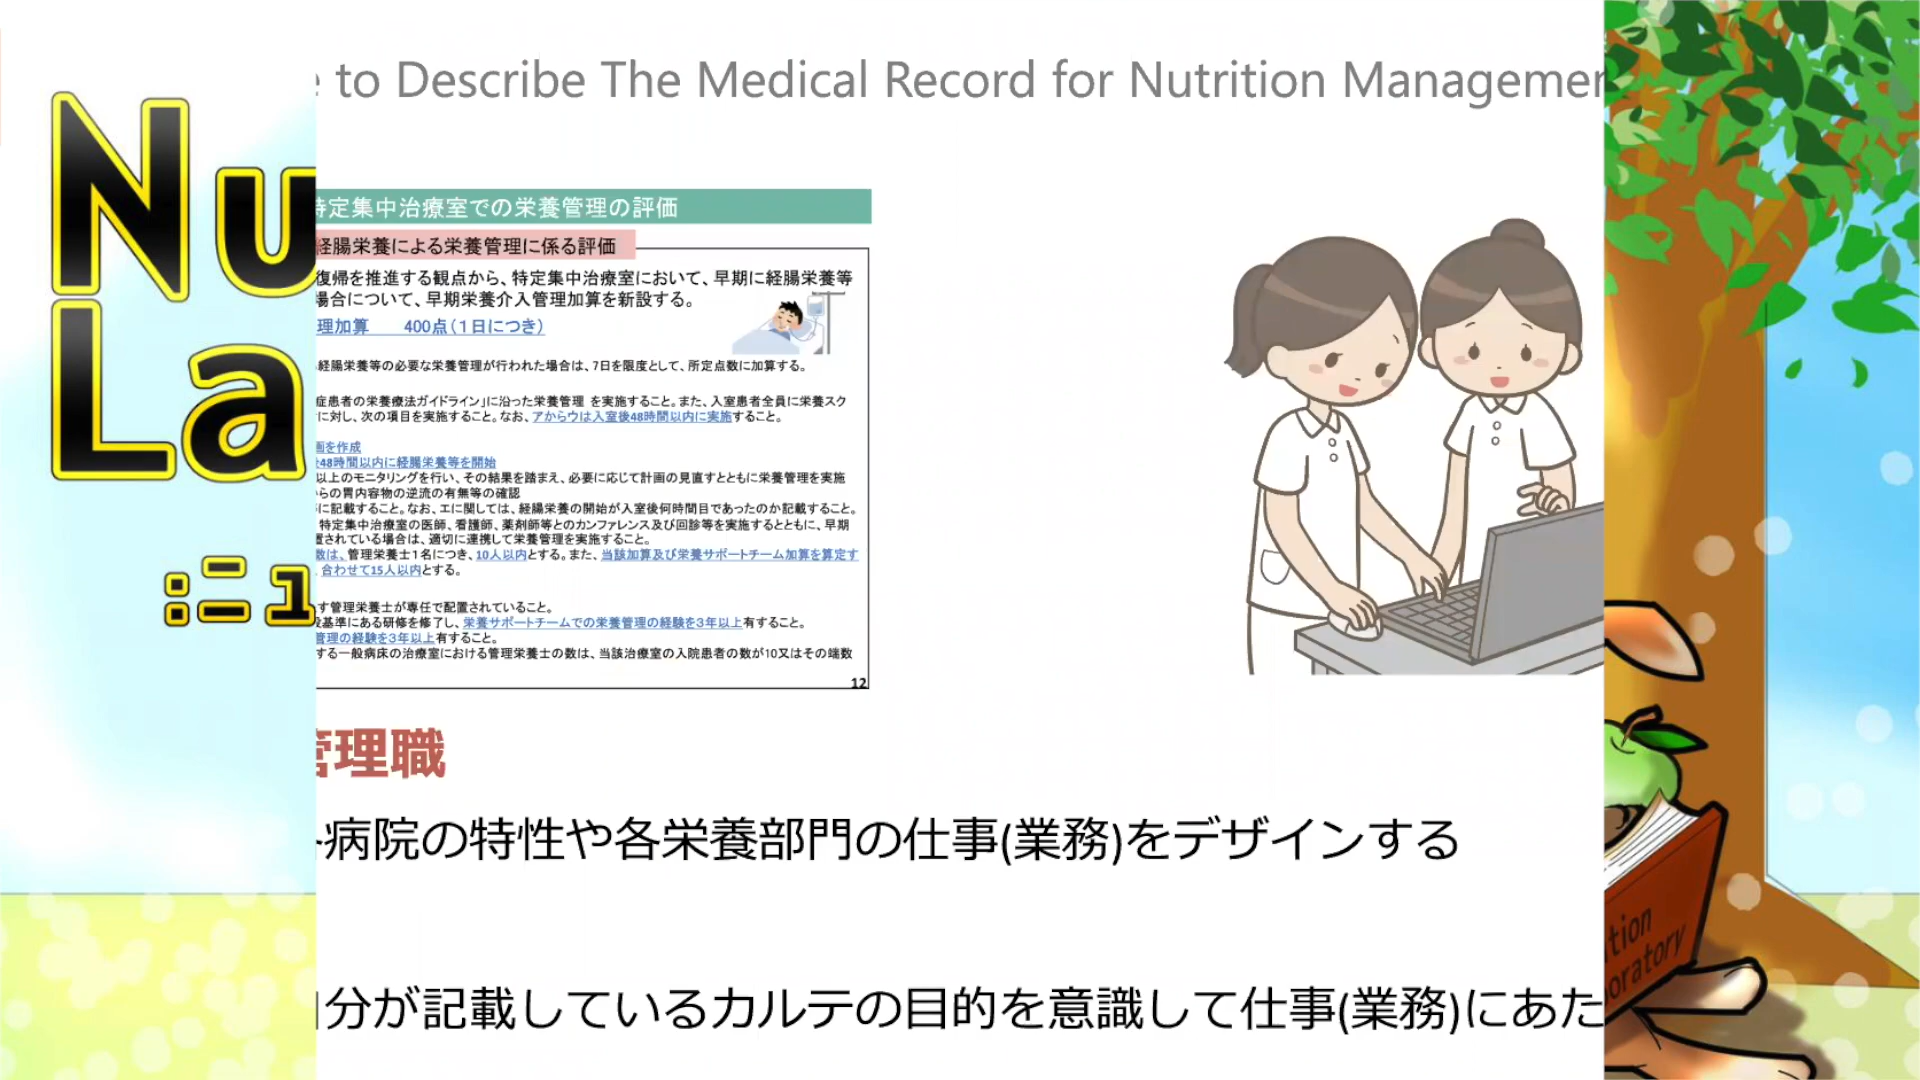 Nu
La
:ニュ
to Describe The Medical Record for Nutrition Managemen
特定集中治療室での栄養管理の評価
経腸栄養による栄養管理に係る評価
復帰を推進する観点から、特定集中治療室において、早期に経腸栄養等
場合について、早期栄養介入管理加算を新設する。
理加算 400点(1日につき)
経腸栄養等の必要な栄養管理が行われた場合は、7日を限度として、所定点数に加算する。
症患者の栄養療法ガイドライン」に沿った栄養管理 を実施すること。また、入室患者全員に栄養スク
に対し、次の項目を実施すること。なお、アからウは入室後48時間以内に実施すること。
画を作成
48時間以内に経腸栄養等を開始
以上のモニタリングを行い、その結果を踏まえ、必要に応じて計画の見直すとともに栄養管理を実施
らの胃内容物の逆流の有無等の確認
に記載すること。なお、エに関しては、経腸栄養の開始が入室後何時間目であったのか記載すること。
特定集中治療室の医師、看護師、薬剤師等とのカンファレンス及び回診等を実施するとともに、早期
置されている場合は、適切に連携して栄養管理を実施すること。
数は、管理栄養士1名につき、10人以内とする。また、当該加算及び栄養サポートチーム加算を算定す
合わせて15人以内とする。
す管理栄養士が専任で配置されていること。
基準にある研修を修了し、栄養サポートチームでの栄養管理の経験を3年以上有すること。
管理の経験を3年以上有すること。
する一般病床の治療室における管理栄養士の数は、当該治療室の入院患者の数が10又はその端数
12
管理職
病院の特性や各栄養部門の仕事(業務)をデザインする
自分が記載しているカルテの目的を意識して仕事(業務)にあた
tion
oratory